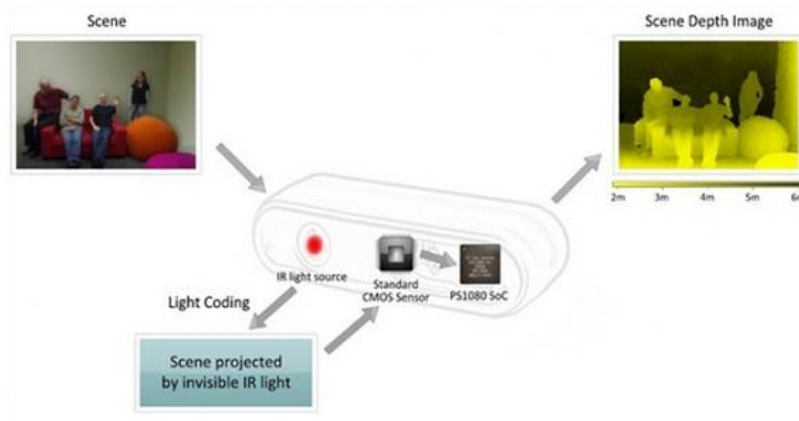 Scene
Scene Depth Image
2m 3m 4m 5m
IR light source
Standard
CMOS Sensor
PS1080 SoC
Light Coding
Scene projected
by invisible IR light